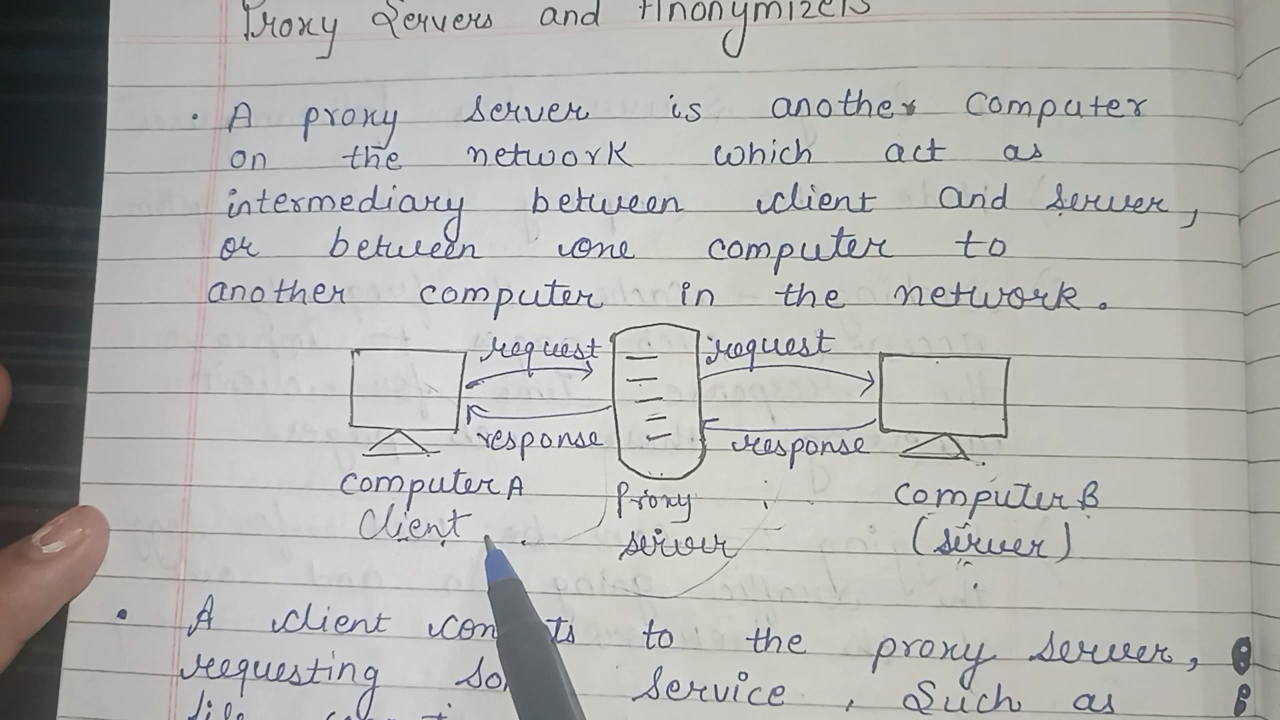 Proxy Servers and Anonymizers
• A proxy server is another computer
on the network which act as
intermediary between client and server,
or between one computer to
another computer in the network.
request request
response response
Computer A Proxy Computer B
Client server (server)
• A client to the proxy server,
requesting service, Such as